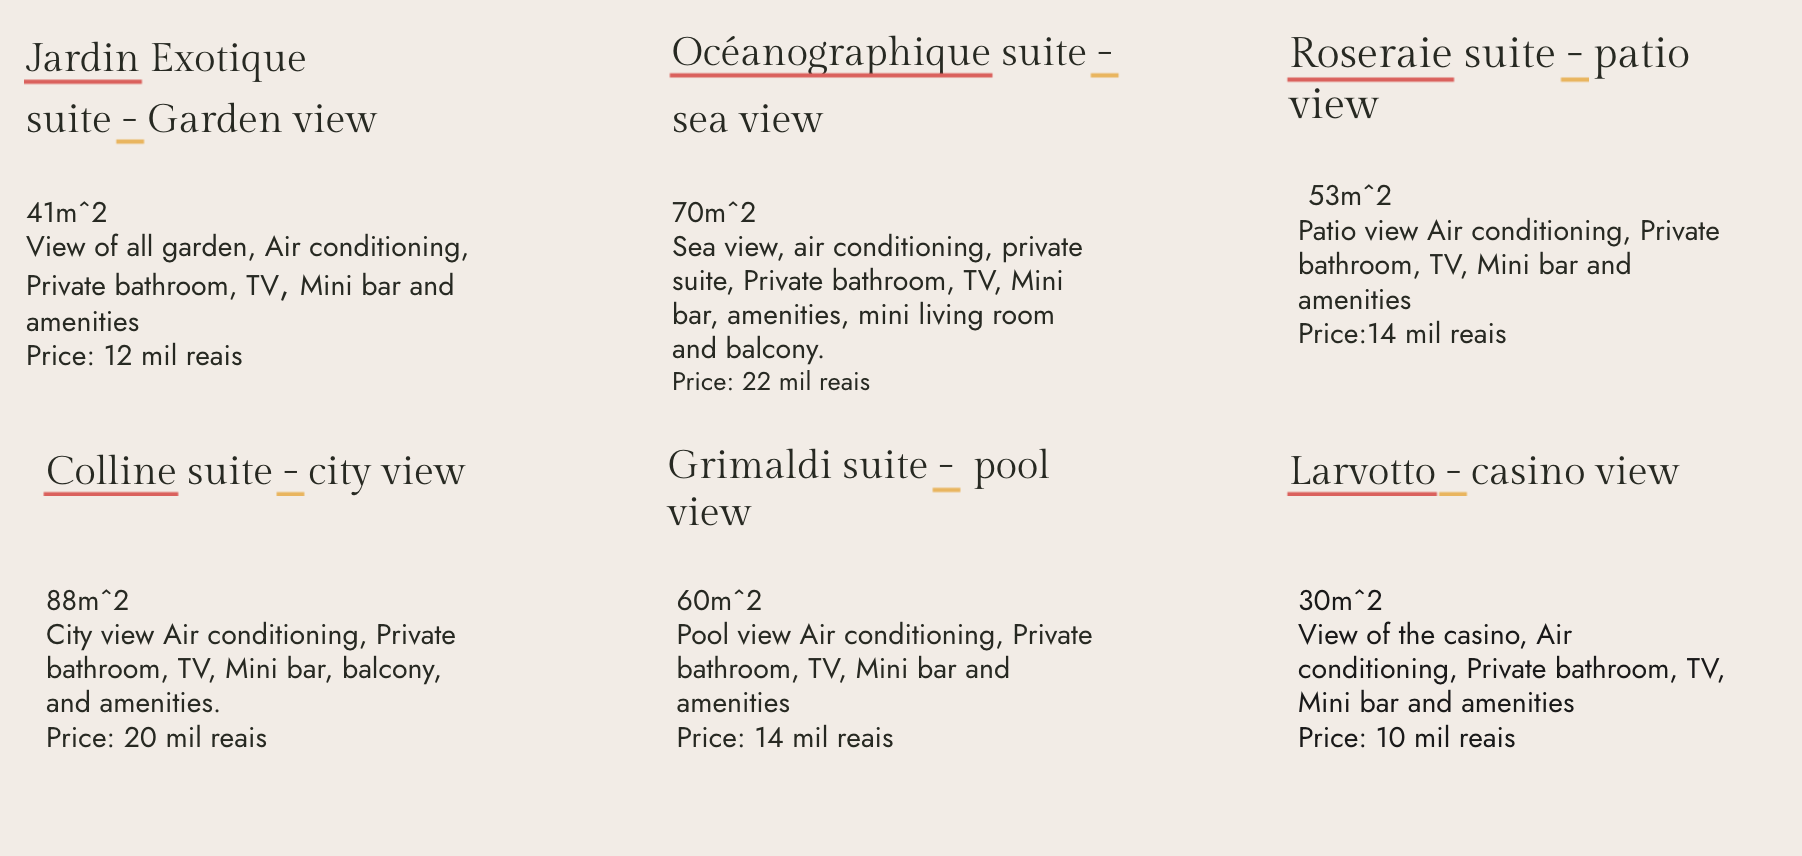 Jardin Exotique
suite - Garden view
41m^2
View of all garden, Air conditioning,
Private bathroom, TV, Mini bar and
amenities
Price: 12 mil reais
Océanographique suite -
sea view
70m^2
Sea view, air conditioning, private
suite, Private bathroom, TV, Mini
bar, amenities, mini living room
and balcony.
Price: 22 mil reais
Roseraie suite - patio
view
53m^2
Patio view Air conditioning, Private
bathroom, TV, Mini bar and
amenities
Price:14 mil reais
Colline suite - city view
88m^2
City view Air conditioning, Private
bathroom, TV, Mini bar, balcony,
and amenities.
Price: 20 mil reais
Grimaldi suite - pool
view
60m^2
Pool view Air conditioning, Private
bathroom, TV, Mini bar and
amenities
Price: 14 mil reais
Larvotto - casino view
30m^2
View of the casino, Air
conditioning, Private bathroom, TV,
Mini bar and amenities
Price: 10 mil reais